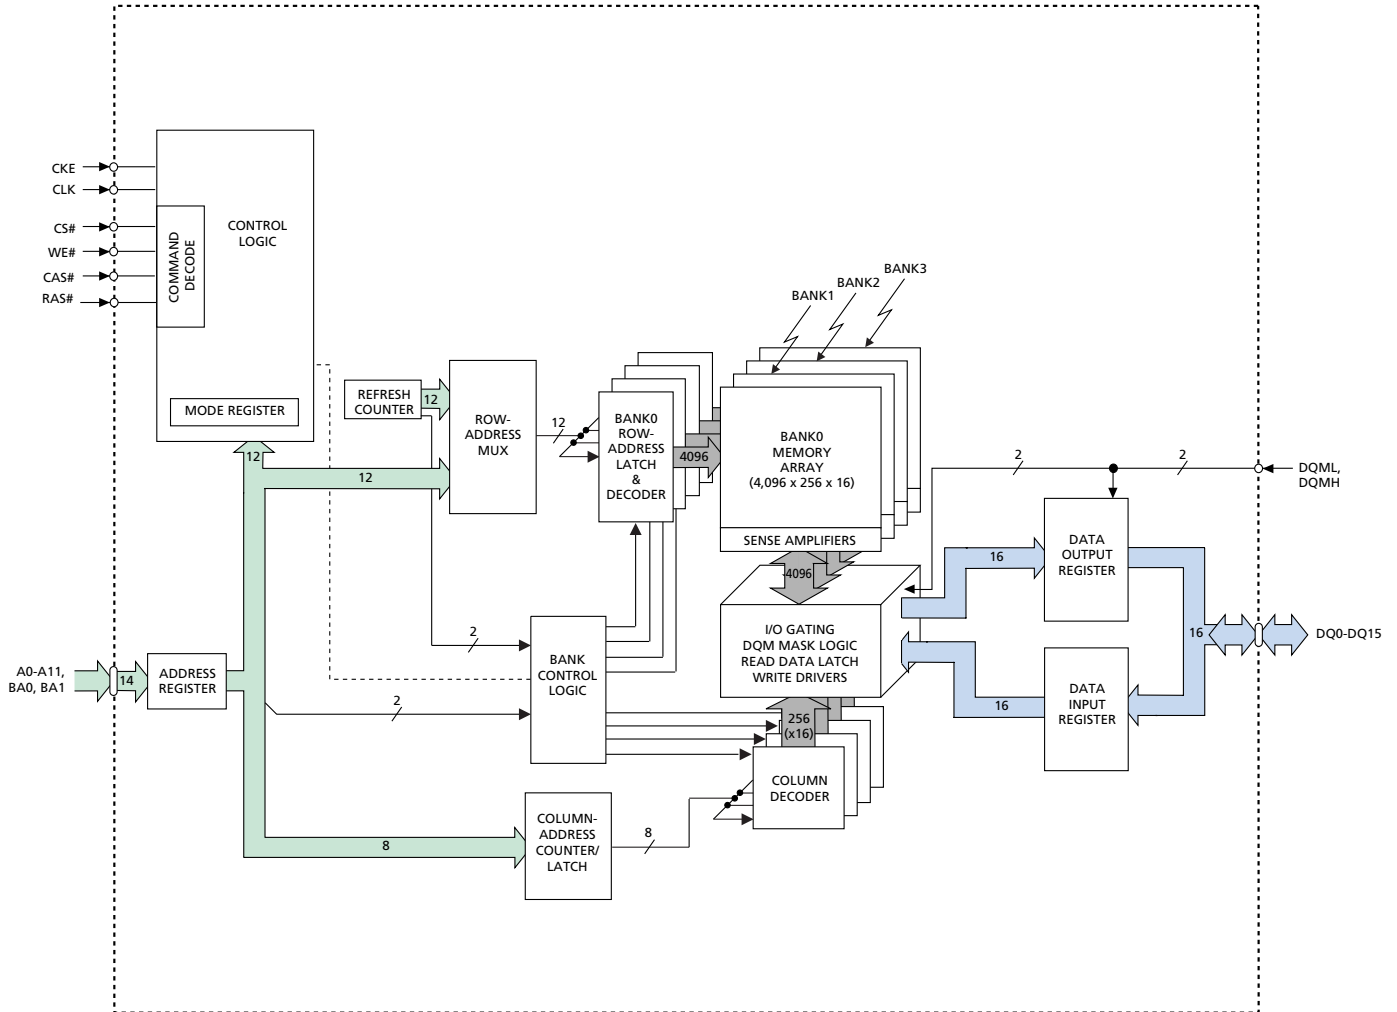 CKE
CLK
CS#
WE#
CAS#
RAS#
COMMAND
DECODE
CONTROL
LOGIC
MODE REGISTER
BANK1
BANK2
BANK3
REFRESH
COUNTER
12
ROW-
ADDRESS
MUX
12
BANK0
ROW-
ADDRESS
LATCH
&
DECODER
4096
BANK0
MEMORY
ARRAY
(4,096 x 256 x 16)
SENSE AMPLIFIERS
12
12
2
2
DQML,
DQMH
DATA
OUTPUT
REGISTER
16
4096
I/O GATING
DQM MASK LOGIC
READ DATA LATCH
WRITE DRIVERS
16
DQ0-DQ15
A0-A11,
BA0, BA1
14
ADDRESS
REGISTER
2
2
BANK
CONTROL
LOGIC
16
DATA
INPUT
REGISTER
256
(x16)
COLUMN
DECODER
8
COLUMN-
ADDRESS
COUNTER/
LATCH
8